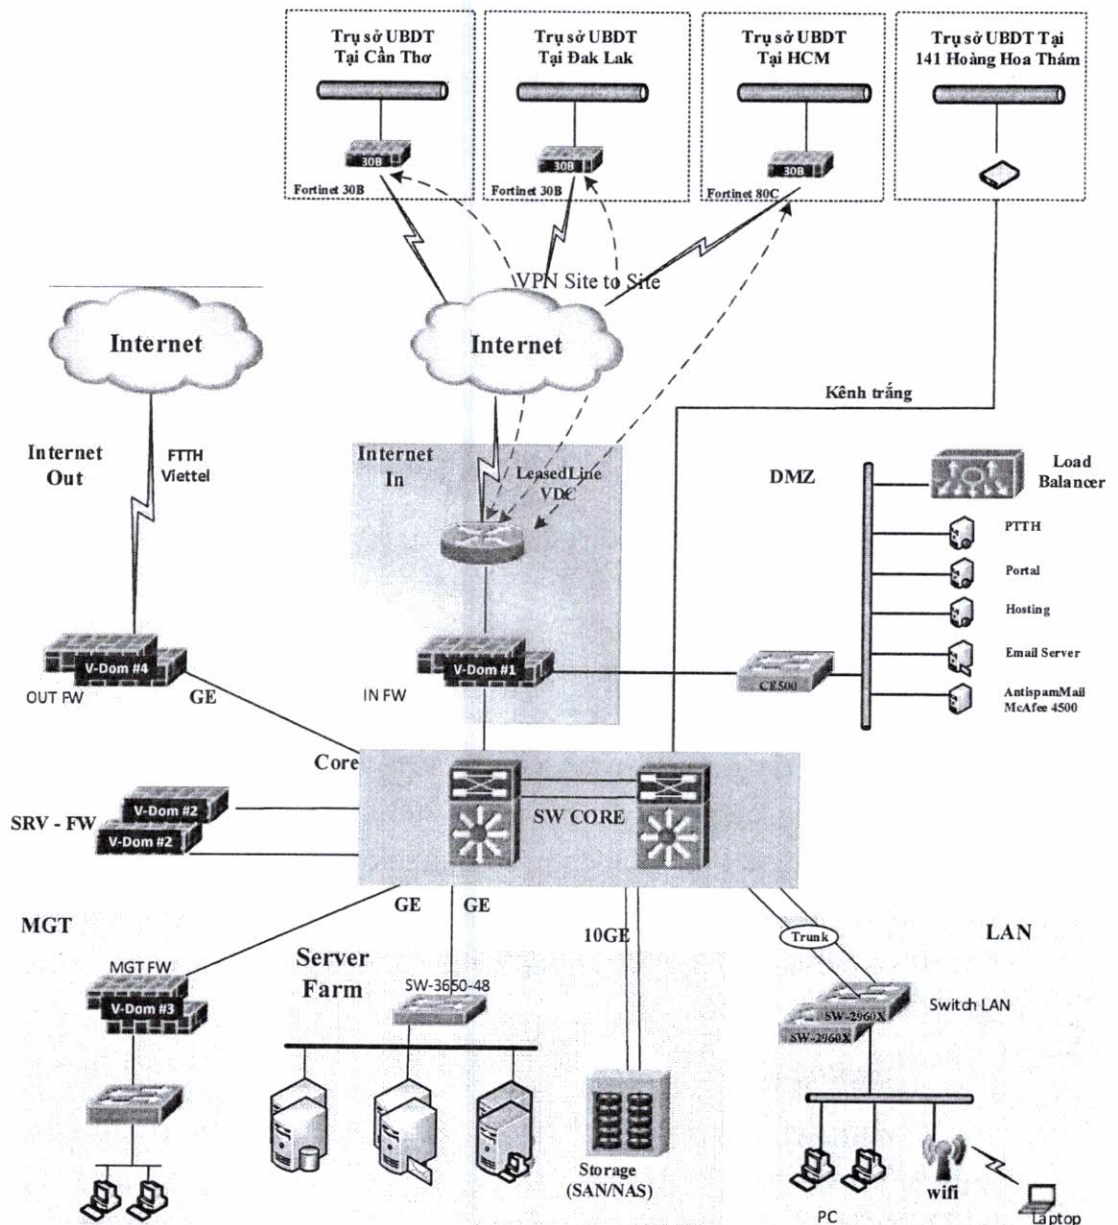 Trụ sở UBDT
Tại Cần Thơ
30B
Fortinet 30B
Trụ sở UBDT
Tại Đak Lak
30B
Fortinet 30B
Trụ sở UBDT
Tại HCM
30B
Fortinet 80C
Trụ sở UBDT Tại
141 Hoàng Hoa Thám
VPN Site to Site
Internet
Internet
Kênh trắng
Internet
Out
FTTH
Viettel
Internet
In
LeasedLine
VDC
DMZ
Load
Balancer
PTTH
Portal
Hosting
Email Server
AntispamMail
McAfee 4500
V-Dom #4
OUT FW
GE
V-Dom #1
IN FW
CE500
Core
SW CORE
SRV - FW
V-Dom #2
V-Dom #2
GE
GE
MGT
MGT FW
V-Dom #3
Server
Farm
SW-3650-48
10GE
Storage
(SAN/NAS)
Trunk
LAN
SW-2960X
SW-2960X
Switch LAN
wifi
PC
Laptop